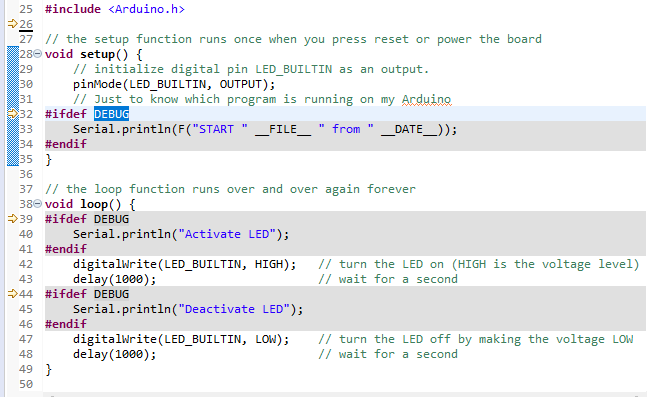 25 #include <Arduino.h>
26
27 // the setup function runs once when you press reset or power the board
28 void setup() {
29     // initialize digital pin LED_BUILTIN as an output.
30     pinMode(LED_BUILTIN, OUTPUT);
31     // Just to know which program is running on my Arduino
32 #ifdef DEBUG
33     Serial.println(F("START " __FILE__ " from " __DATE__));
34 #endif
35 }
36
37 // the loop function runs over and over again forever
38 void loop() {
39 #ifdef DEBUG
40     Serial.println("Activate LED");
41 #endif
42     digitalWrite(LED_BUILTIN, HIGH);   // turn the LED on (HIGH is the voltage level)
43     delay(1000);                       // wait for a second
44 #ifdef DEBUG
45     Serial.println("Deactivate LED");
46 #endif
47     digitalWrite(LED_BUILTIN, LOW);    // turn the LED off by making the voltage LOW
48     delay(1000);                       // wait for a second
49 }
50